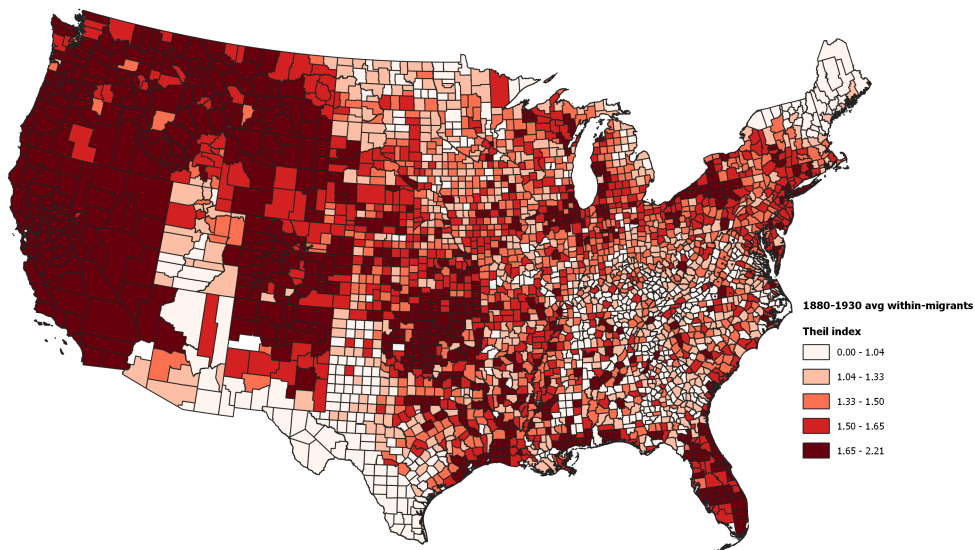 1880-1930 avg within-migrants
Theil index
0.00 - 1.04
1.04 - 1.33
1.33 - 1.50
1.50 - 1.65
1.65 - 2.21